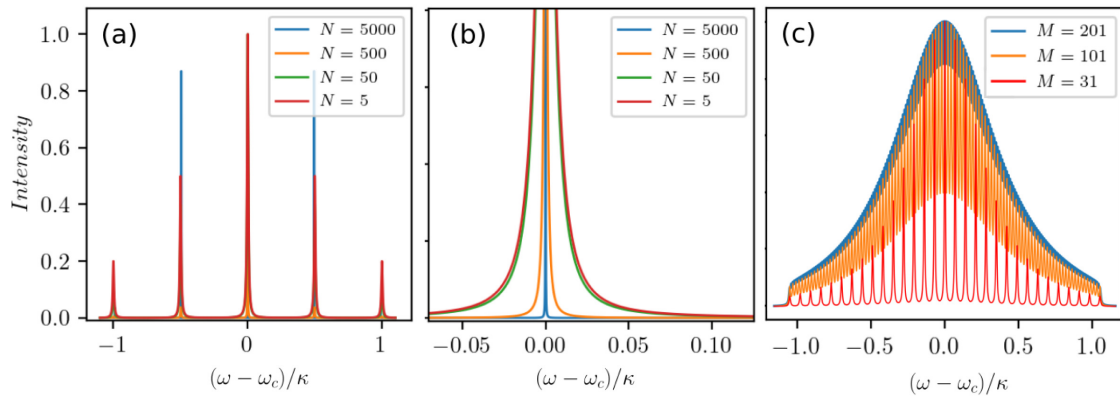 (a)
N = 5000
N = 500
N = 50
N = 5
Intensity
1.0
0.8
0.6
0.4
0.2
0.0
−1
0
1
(ω − ω_c)/κ
(b)
N = 5000
N = 500
N = 50
N = 5
−0.05
0.00
0.05
0.10
(ω − ω_c)/κ
(c)
M = 201
M = 101
M = 31
−1.0
−0.5
0.0
0.5
1.0
(ω − ω_c)/κ